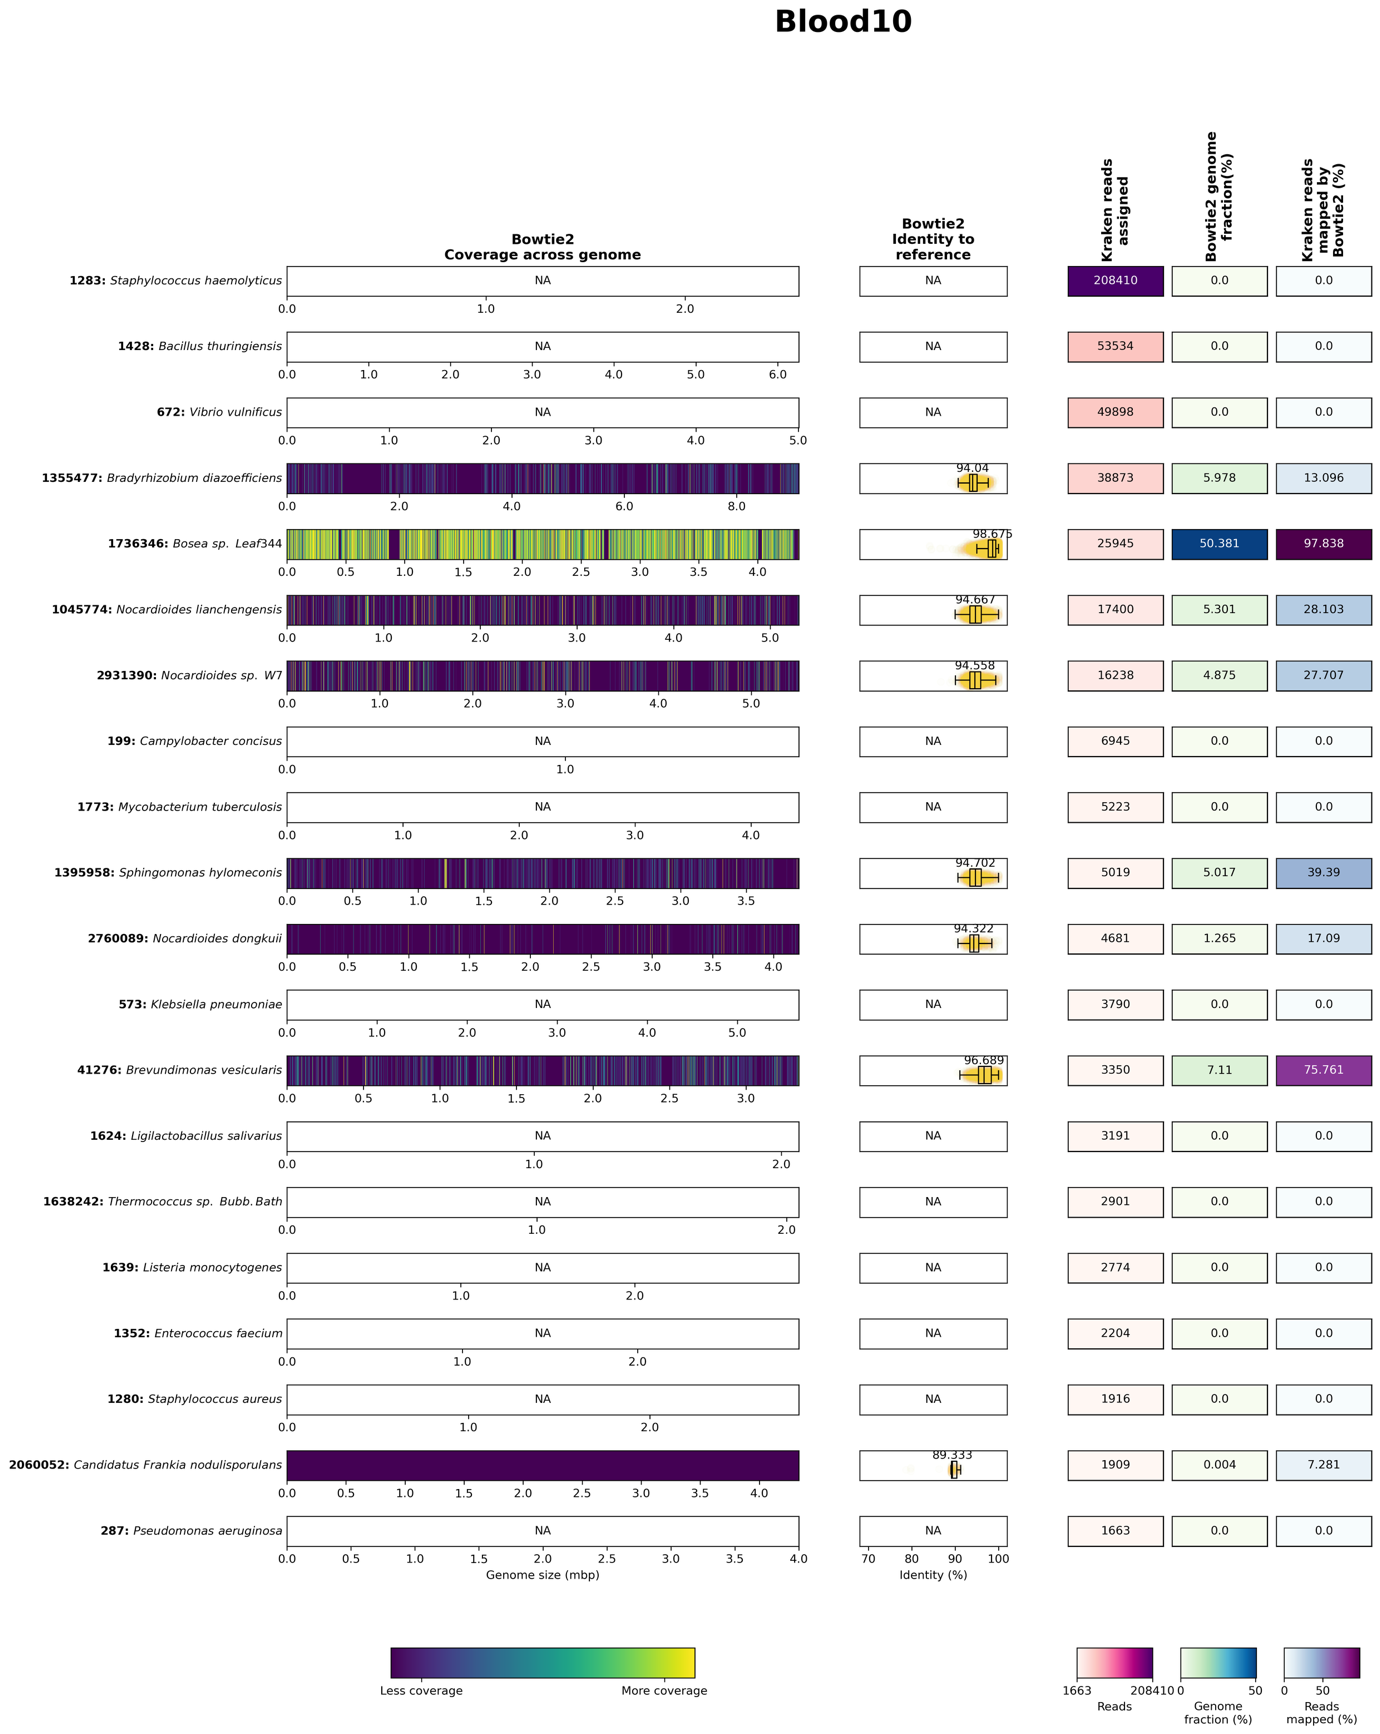 Blood10
Bowtie2
Coverage across genome
Bowtie2
Identity to
reference
Kraken reads
assigned
Bowtie2 genome
fraction(%)
Kraken reads
mapped by
Bowtie2 (%)
1283: Staphylococcus haemolyticus NA NA 208410 0.0 0.0
0.0 1.0 2.0
1428: Bacillus thuringiensis NA NA 53534 0.0 0.0
0.0 1.0 2.0 3.0 4.0 5.0 6.0
672: Vibrio vulnificus NA NA 49898 0.0 0.0
0.0 1.0 2.0 3.0 4.0 5.0
1355477: Bradyrhizobium diazoefficiens 94.04 38873 5.978 13.096
2.0 4.0 6.0 8.0
1736346: Bosea sp. Leaf344 98.675 25945 50.381 97.838
0.0 0.5 1.0 1.5 2.0 2.5 3.0 3.5 4.0
1045774: Nocardioides lianchengensis 94.667 17400 5.301 28.103
0.0 1.0 2.0 3.0 4.0 5.0
2931390: Nocardioides sp. W7 94.558 16238 4.875 27.707
0.0 1.0 2.0 3.0 4.0 5.0
199: Campylobacter concisus NA NA 6945 0.0 0.0
0.0 1.0
1773: Mycobacterium tuberculosis NA NA 5223 0.0 0.0
0.0 1.0 2.0 3.0 4.0
1395958: Sphingomonas hylomeconis 94.702 5019 5.017 39.39
0.0 0.5 1.0 1.5 2.0 2.5 3.0 3.5
2760089: Nocardioides dongkuii 94.322 4681 1.265 17.09
0.0 0.5 1.0 1.5 2.0 2.5 3.0 3.5 4.0
573: Klebsiella pneumoniae NA NA 3790 0.0 0.0
0.0 1.0 2.0 3.0 4.0 5.0
41276: Brevundimonas vesicularis 96.689 3350 7.11 75.761
0.0 0.5 1.0 1.5 2.0 2.5 3.0
1624: Ligilactobacillus salivarius NA NA 3191 0.0 0.0
0.0 1.0 2.0
1638242: Thermococcus sp. Bubb.Bath NA NA 2901 0.0 0.0
0.0 1.0 2.0
1639: Listeria monocytogenes NA NA 2774 0.0 0.0
0.0 1.0 2.0
1352: Enterococcus faecium NA NA 2204 0.0 0.0
0.0 1.0 2.0
1280: Staphylococcus aureus NA NA 1916 0.0 0.0
0.0 1.0 2.0
2060052: Candidatus Frankia nodulisporulans 89.333 1909 0.004 7.281
0.0 0.5 1.0 1.5 2.0 2.5 3.0 3.5 4.0
287: Pseudomonas aeruginosa NA NA 1663 0.0 0.0
0.0 0.5 1.0 1.5 2.0 2.5 3.0 3.5 4.0 70 80 90 100
Genome size (mbp) Identity (%)
Less coverage More coverage
1663 208410 0 50 0 50
Reads
Genome
fraction (%)
Reads
mapped (%)